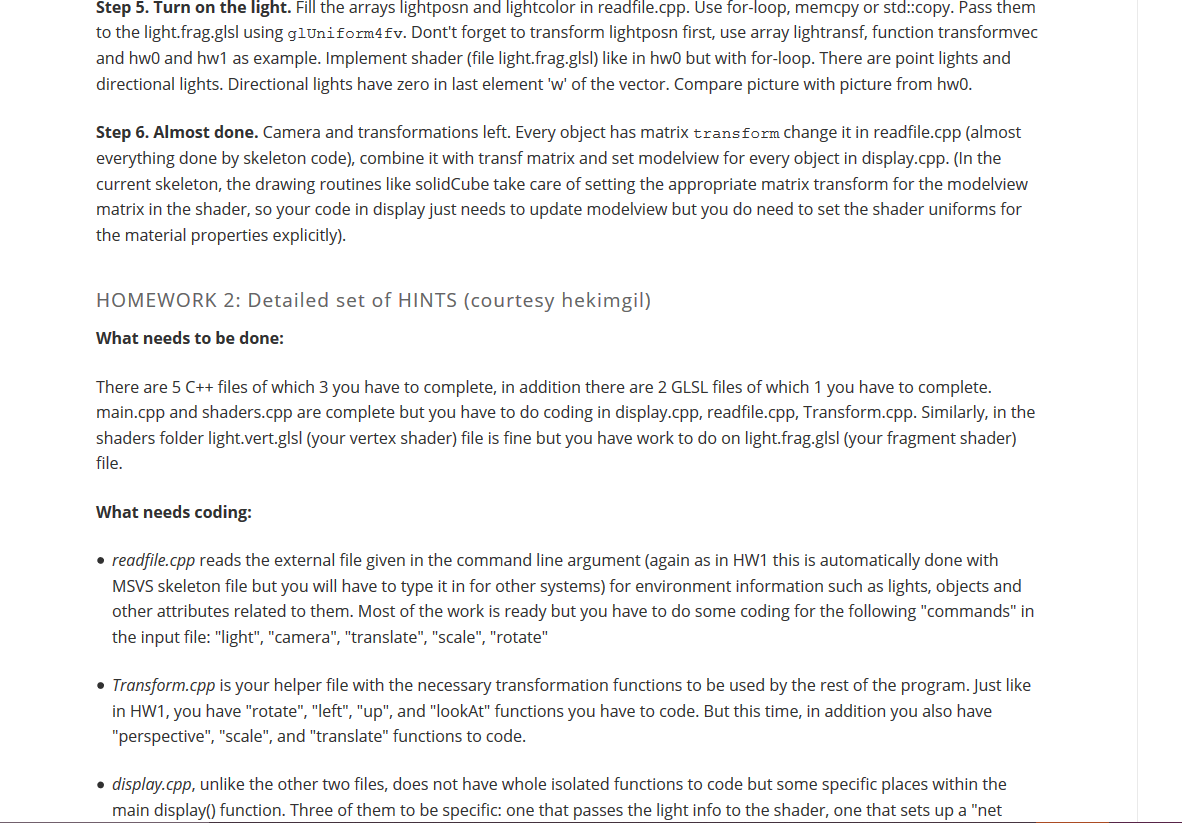 Step 5. Turn on the light. Fill the arrays lightposn and lightcolor in readfile.cpp. Use for-loop, memcpy or std::copy. Pass them
to the light.frag.glsl using glUniform4fv. Dont't forget to transform lightposn first, use array lightransf, function transformvec
and hw0 and hw1 as example. Implement shader (file light.frag.glsl) like in hw0 but with for-loop. There are point lights and
directional lights. Directional lights have zero in last element 'w' of the vector. Compare picture with picture from hw0.
Step 6. Almost done. Camera and transformations left. Every object has matrix transform change it in readfile.cpp (almost
everything done by skeleton code), combine it with transf matrix and set modelview for every object in display.cpp. (In the
current skeleton, the drawing routines like solidCube take care of setting the appropriate matrix transform for the modelview
matrix in the shader, so your code in display just needs to update modelview but you do need to set the shader uniforms for
the material properties explicitly).
HOMEWORK 2: Detailed set of HINTS (courtesy hekimgil)
What needs to be done:
There are 5 C++ files of which 3 you have to complete, in addition there are 2 GLSL files of which 1 you have to complete.
main.cpp and shaders.cpp are complete but you have to do coding in display.cpp, readfile.cpp, Transform.cpp. Similarly, in the
shaders folder light.vert.glsl (your vertex shader) file is fine but you have work to do on light.frag.glsl (your fragment shader)
file.
What needs coding:
• readfile.cpp reads the external file given in the command line argument (again as in HW1 this is automatically done with
MSVS skeleton file but you will have to type it in for other systems) for environment information such as lights, objects and
other attributes related to them. Most of the work is ready but you have to do some coding for the following "commands" in
the input file: "light", "camera", "translate", "scale", "rotate"
• Transform.cpp is your helper file with the necessary transformation functions to be used by the rest of the program. Just like
in HW1, you have "rotate", "left", "up", and "lookAt" functions you have to code. But this time, in addition you also have
"perspective", "scale", and "translate" functions to code.
• display.cpp, unlike the other two files, does not have whole isolated functions to code but some specific places within the
main display() function. Three of them to be specific: one that passes the light info to the shader, one that sets up a "net